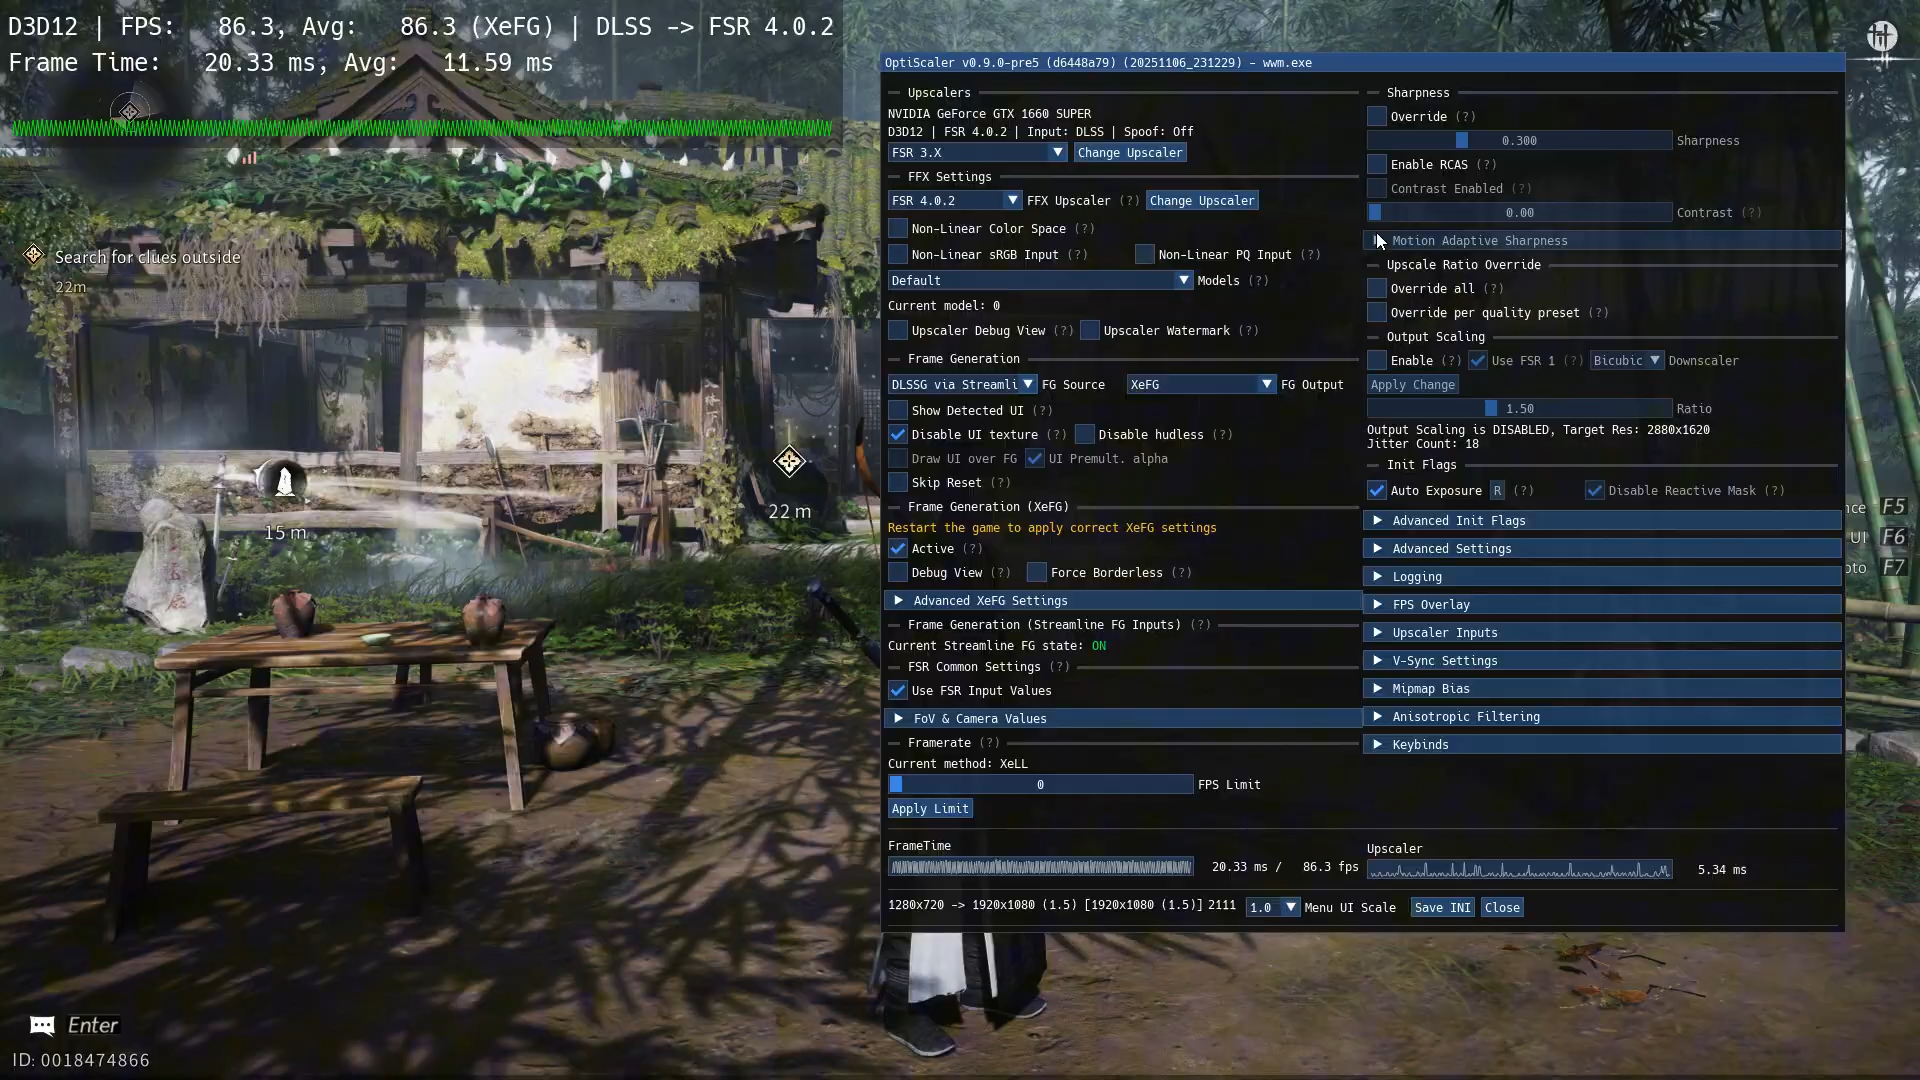 D3D12 | FPS: 86.3, Avg: 86.3 (XeFG) | DLSS -> FSR 4.0.2
Frame Time: 20.33 ms, Avg: 11.59 ms
Search for clues outside
22m
15 m
22 m
F5
UI F6
F7
Enter
ID: 0018474866
OptiScaler v0.9.0-pre5 (d6448a79) (20251106_231229) - wwm.exe
Upscalers
NVIDIA GeForce GTX 1660 SUPER
D3D12 | FSR 4.0.2 | Input: DLSS | Spoof: Off
FSR 3.X Change Upscaler
FFX Settings
FSR 4.0.2 FFX Upscaler (?) Change Upscaler
Non-Linear Color Space (?)
Non-Linear sRGB Input (?) Non-Linear PQ Input (?)
Default Models (?)
Current model: 0
Upscaler Debug View (?) Upscaler Watermark (?)
Frame Generation
DLSSG via Streamli FG Source XeFG FG Output
Show Detected UI (?)
Disable UI texture (?) Disable hudless (?)
Draw UI over FG UI Premult. alpha
Skip Reset (?)
Frame Generation (XeFG)
Restart the game to apply correct XeFG settings
Active (?)
Debug View (?) Force Borderless (?)
Advanced XeFG Settings
Frame Generation (Streamline FG Inputs) (?)
Current Streamline FG state: ON
FSR Common Settings (?)
Use FSR Input Values
FoV & Camera Values
Framerate (?)
Current method: XeLL
0 FPS Limit
Apply Limit
FrameTime
20.33 ms / 86.3 fps
Sharpness
Override (?)
0.300 Sharpness
Enable RCAS (?)
Contrast Enabled (?)
0.00 Contrast (?)
Motion Adaptive Sharpness
Upscale Ratio Override
Override all (?)
Override per quality preset (?)
Output Scaling
Enable (?) Use FSR 1 (?) Bicubic Downscaler
Apply Change
1.50 Ratio
Output Scaling is DISABLED, Target Res: 2880x1620
Jitter Count: 18
Init Flags
Auto Exposure R (?) Disable Reactive Mask (?)
Advanced Init Flags
Advanced Settings
Logging
FPS Overlay
Upscaler Inputs
V-Sync Settings
Mipmap Bias
Anisotropic Filtering
Keybinds
Upscaler
5.34 ms
1280x720 -> 1920x1080 (1.5) [1920x1080 (1.5)] 2111 1.0 Menu UI Scale Save INI Close